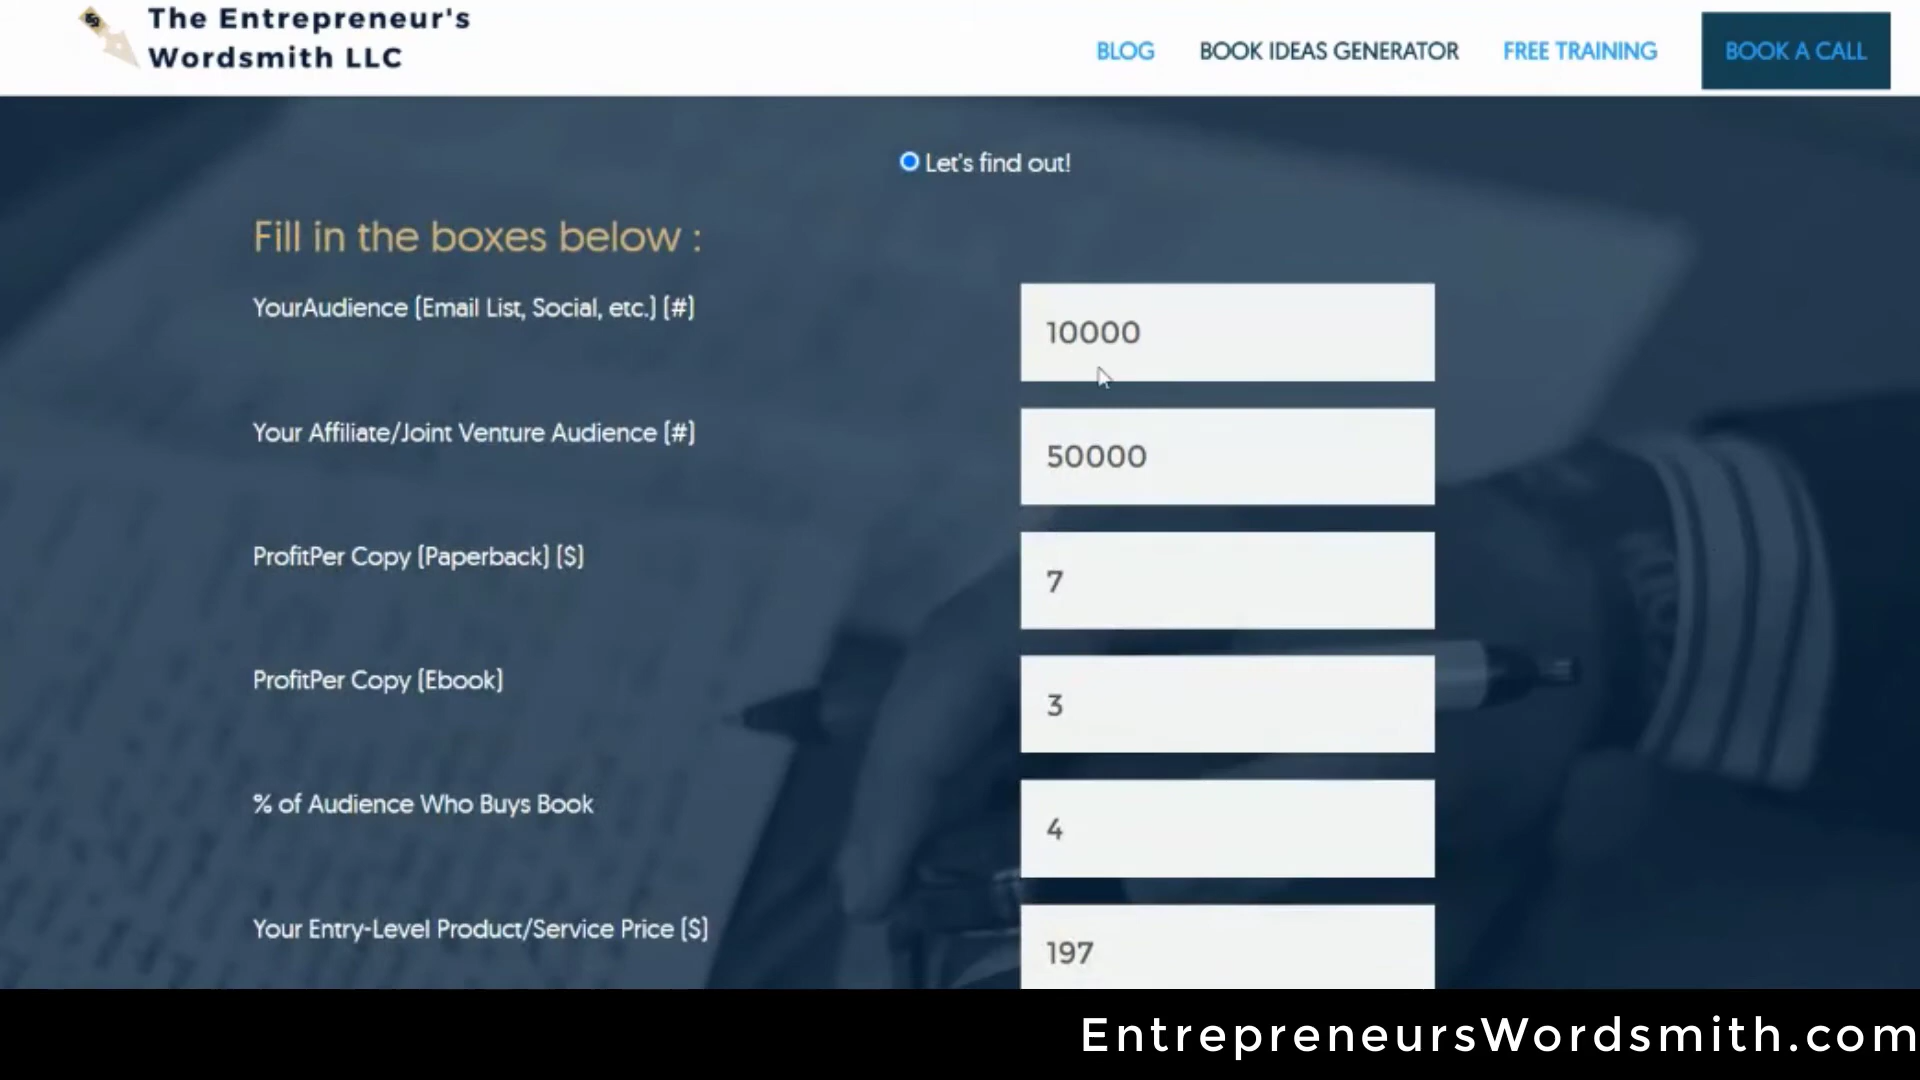 The Entrepreneur's
Wordsmith LLC
BLOG
BOOK IDEAS GENERATOR
FREE TRAINING
BOOK A CALL
Let's find out!
Fill in the boxes below :
YourAudience (Email List, Social, etc.) (#)
10000
Your Affiliate/Joint Venture Audience (#)
50000
ProfitPer Copy (Paperback) ($)
7
ProfitPer Copy (Ebook)
3
% of Audience Who Buys Book
4
Your Entry-Level Product/Service Price ($)
197
EntrepreneursWordsmith.com